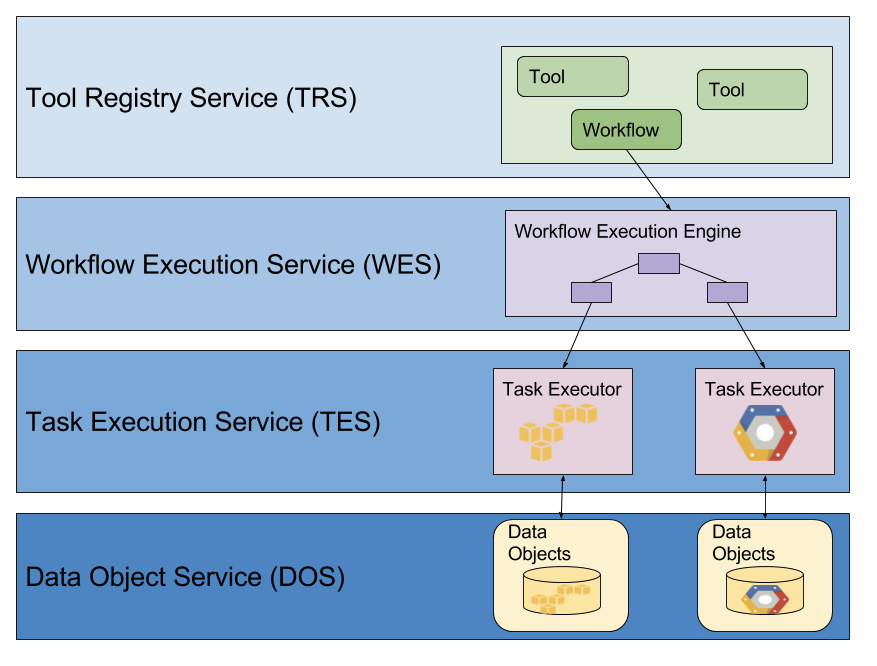 Tool Registry Service (TRS)
Tool
Tool
Workflow
Workflow Execution Service (WES)
Workflow Execution Engine
Task Execution Service (TES)
Task Executor
Task Executor
Data Object Service (DOS)
Data
Objects
Data
Objects